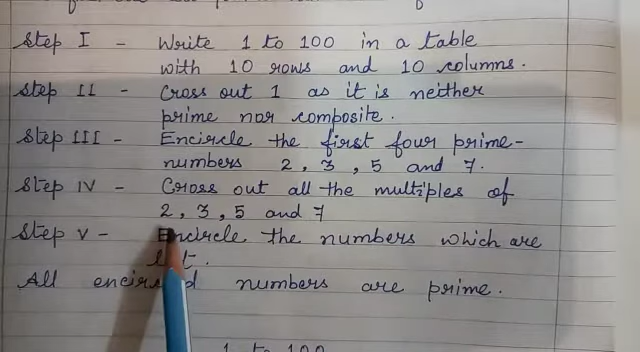 Step I - Write 1 to 100 in a table
with 10 rows and 10 columns.
Step II - Cross out 1 as it is neither
prime nor composite.
Step III - Encircle the first four prime-
numbers 2, 3, 5 and 7.
Step IV - Cross out all the multiples of
2, 3, 5 and 7
Step V - Encircle the numbers which are
All numbers are prime.
1 to 100